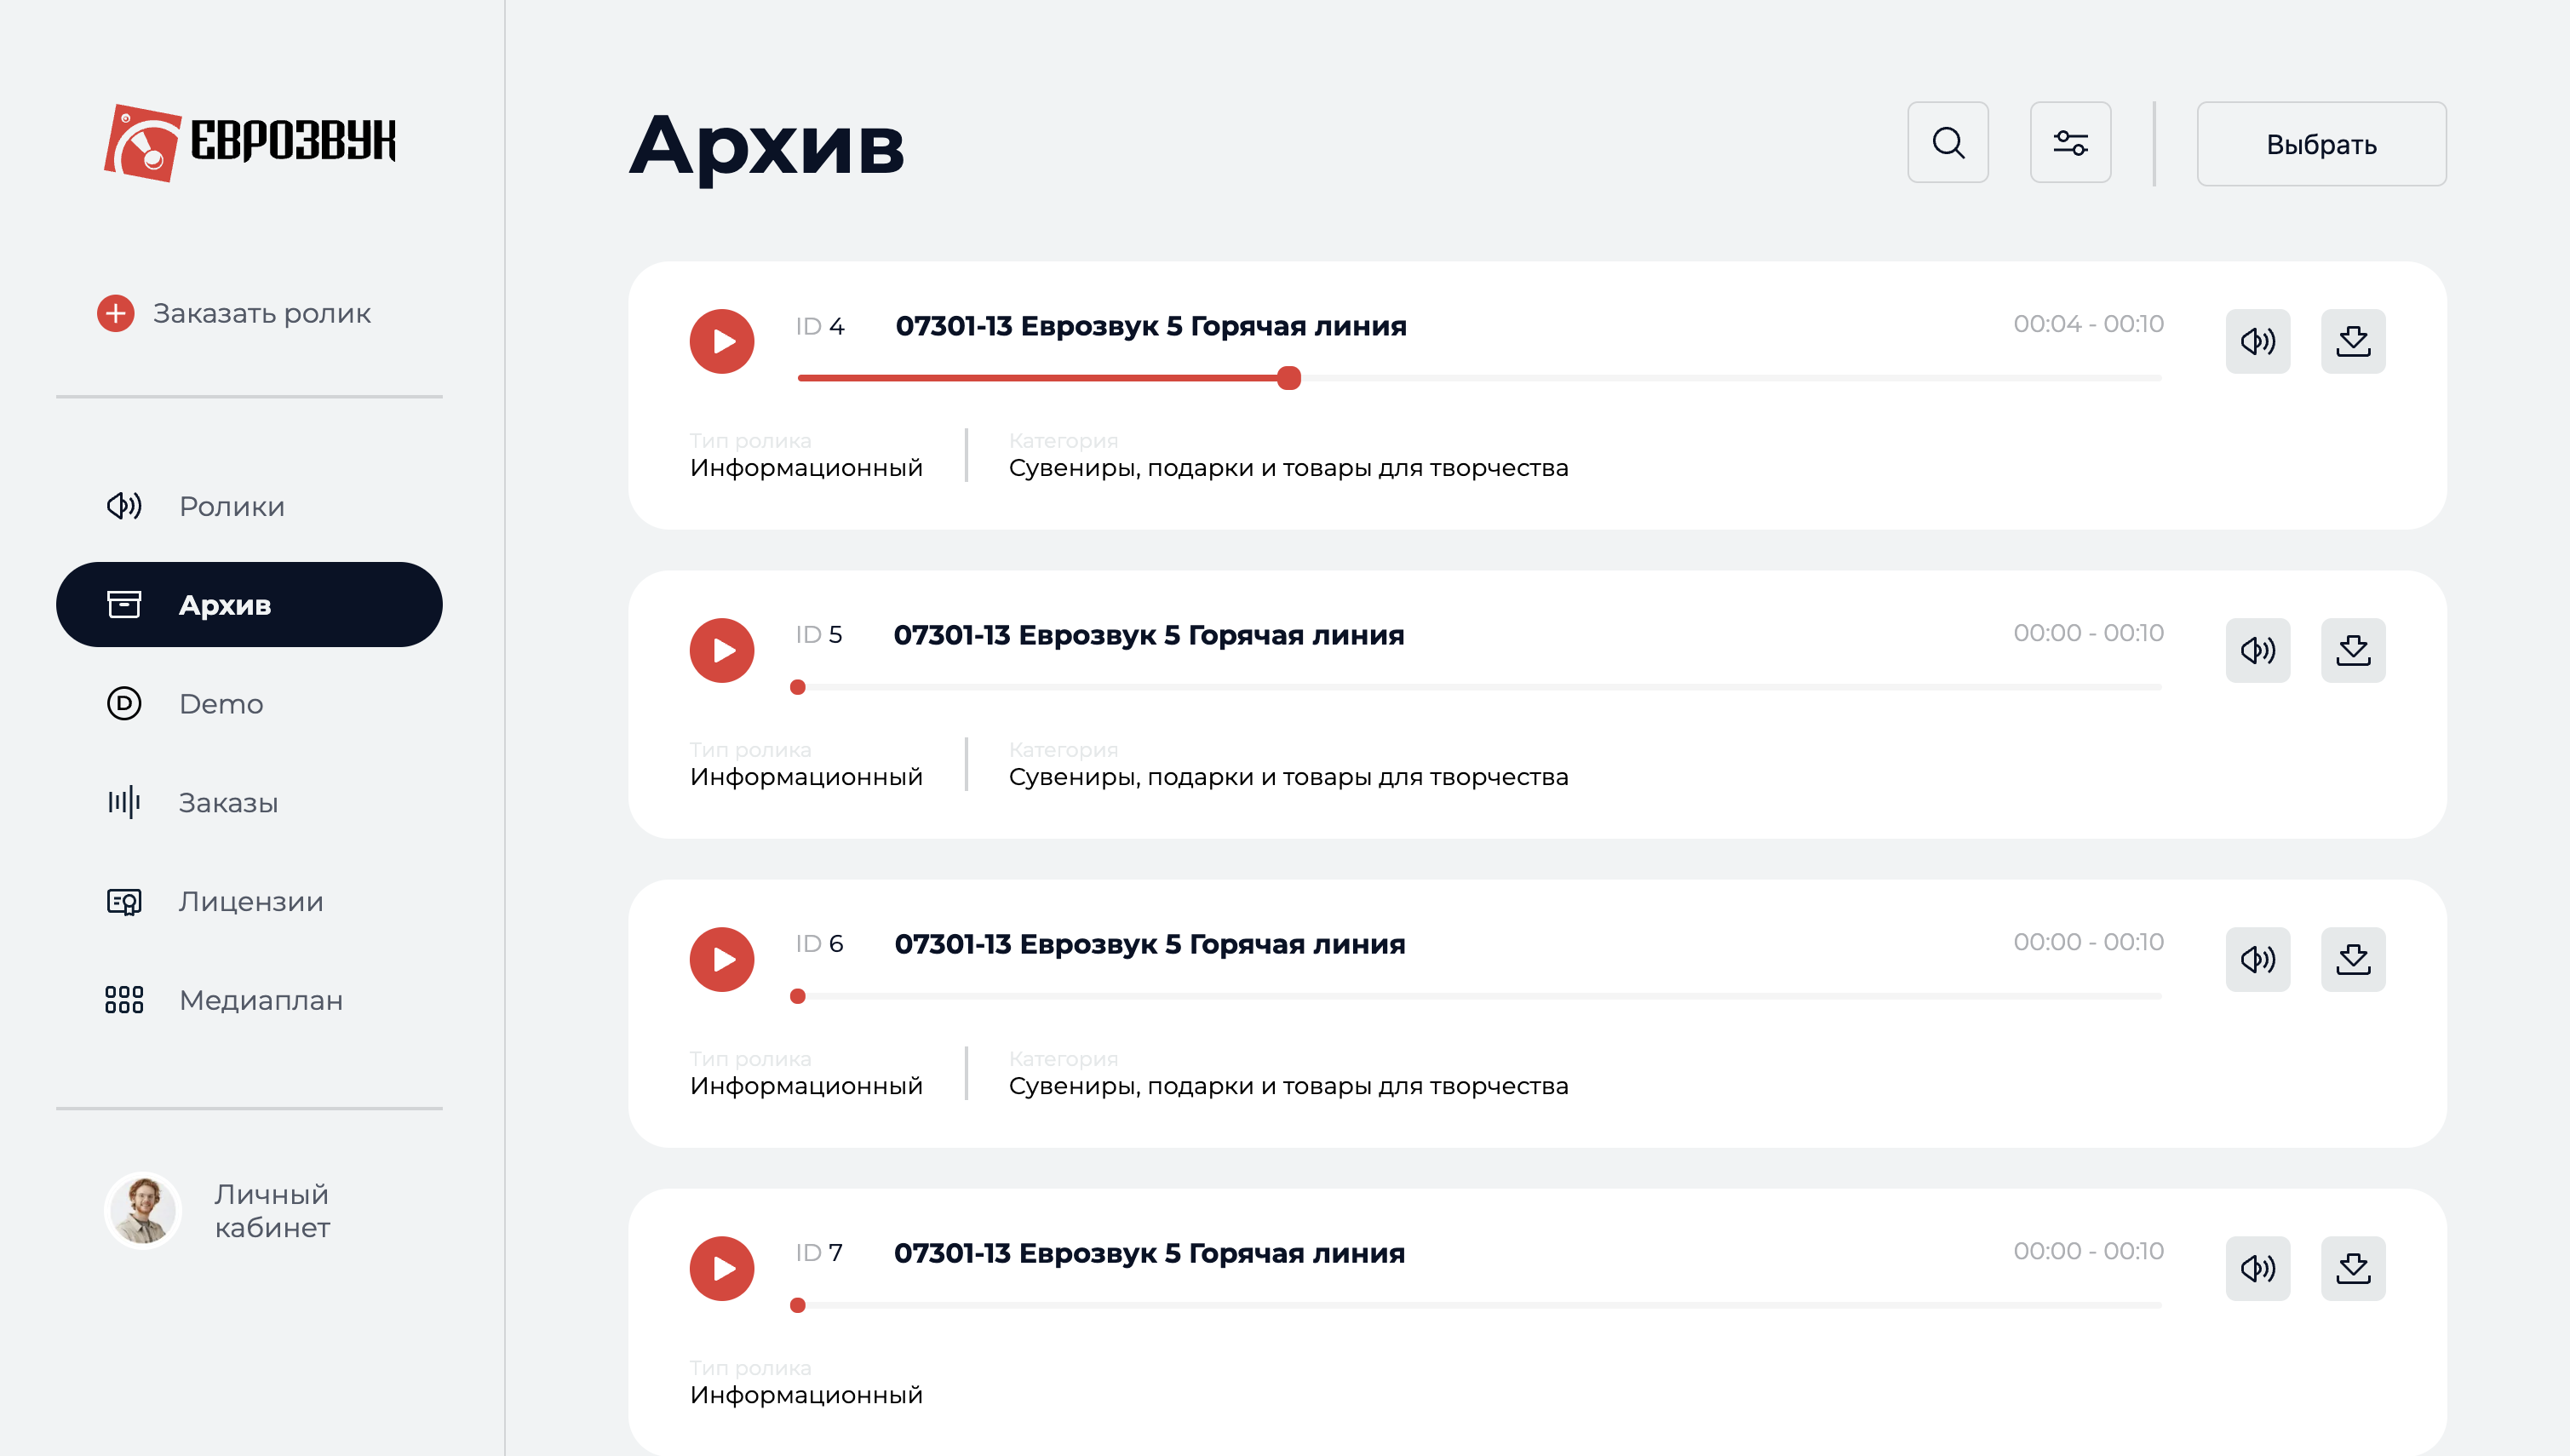 ЕВРОЗВУК
Заказать ролик
Ролики
Архив
Demo
Заказы
Лицензии
Медиаплан
Личный
кабинет
Архив
Выбрать
ID 4 07301-13 Еврозвук 5 Горячая линия 00:04 - 00:10
Тип ролика Категория
Информационный Сувениры, подарки и товары для творчества
ID 5 07301-13 Еврозвук 5 Горячая линия 00:00 - 00:10
Тип ролика Категория
Информационный Сувениры, подарки и товары для творчества
ID 6 07301-13 Еврозвук 5 Горячая линия 00:00 - 00:10
Тип ролика Категория
Информационный Сувениры, подарки и товары для творчества
ID 7 07301-13 Еврозвук 5 Горячая линия 00:00 - 00:10
Тип ролика
Информационный